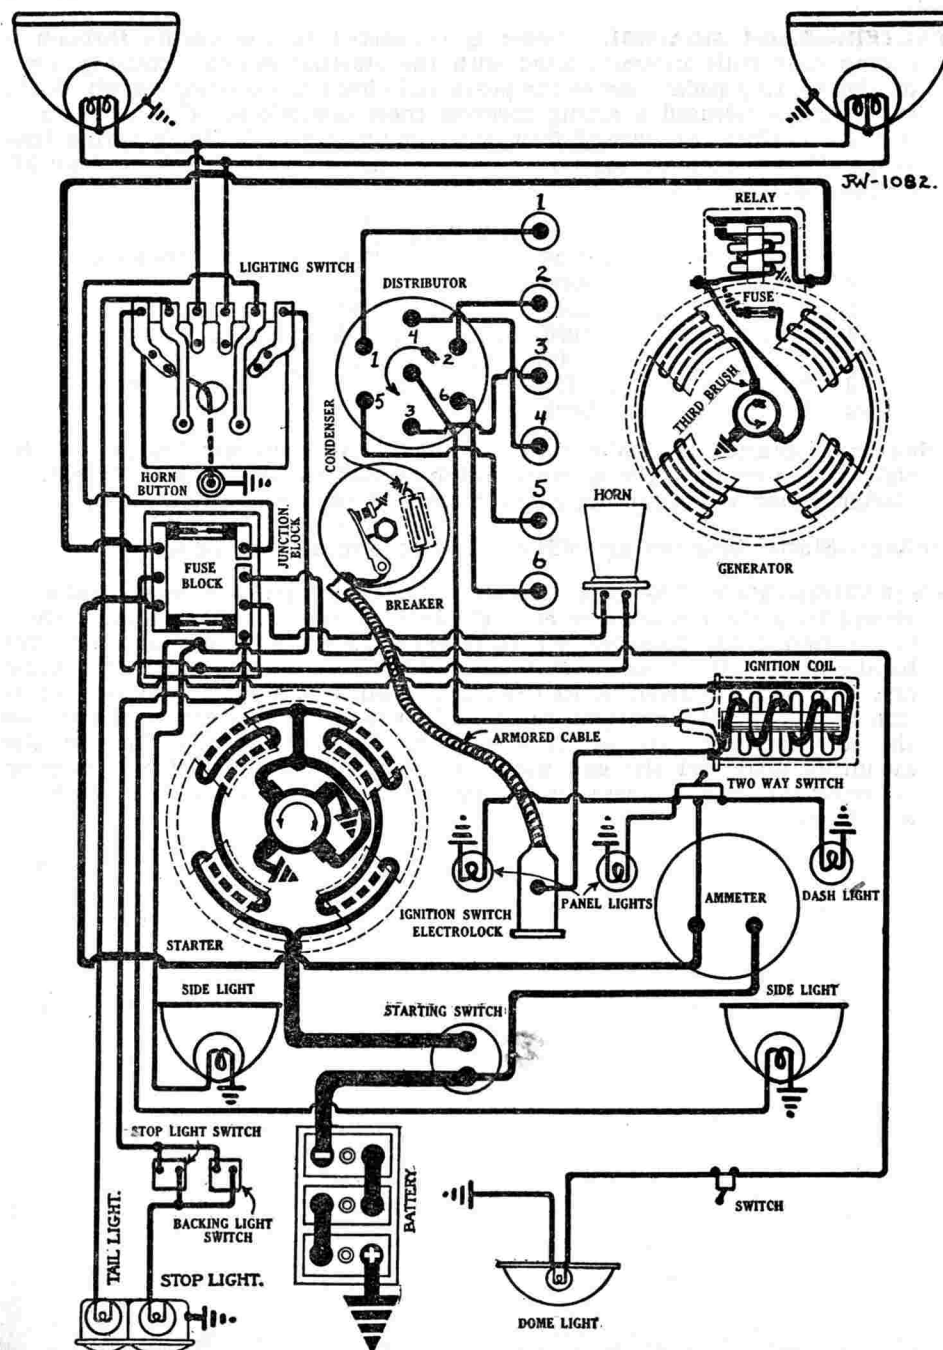 RW-1082.
RELAY
1
LIGHTING SWITCH
DISTRIBUTOR
2
FUSE
4
1
2
3
THIRD BRUSH
5
6
3
4
CONDENSER
HORN
BUTTON
5
HORN
JUNCTION
BLOCK
FUSE
BLOCK
GENERATOR
6
BREAKER
IGNITION COIL
ARMORED CABLE
TWO WAY SWITCH
AMMETER
DASH LIGHT
PANEL LIGHTS
IGNITION SWITCH
ELECTROLOCK
STARTER
SIDE LIGHT
SIDE LIGHT
STARTING SWITCH
STOP LIGHT SWITCH
BATTERY.
SWITCH
BACKING LIGHT
SWITCH
TAIL LIGHT.
STOP LIGHT.
DOME LIGHT